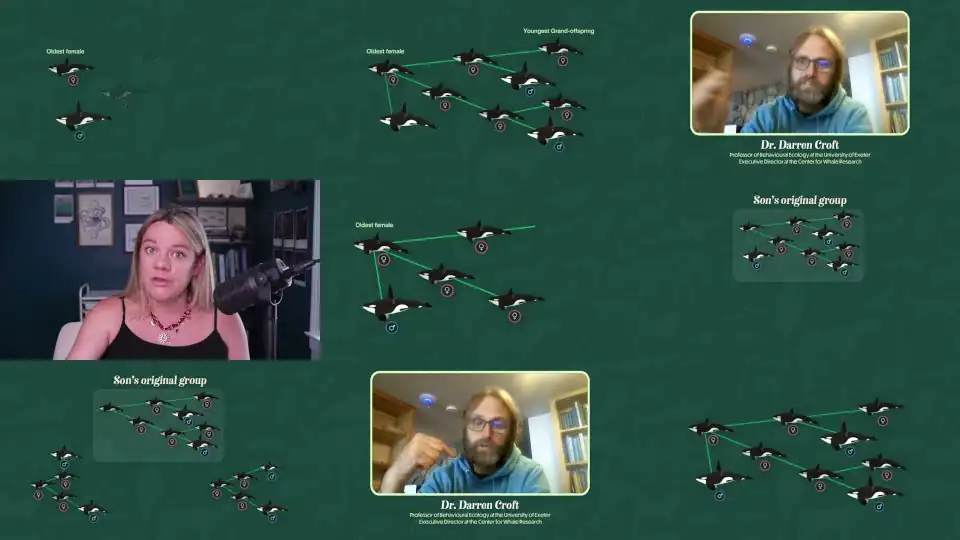 Oldest female
Oldest female
Youngest Grand-offspring
Dr. Darren Croft
Professor of Behavioural Ecology at the University of Exeter
Executive Director at the Center for Whale Research
Oldest female
Son's original group
Son's original group
Dr. Darren Croft
Professor of Behavioural Ecology at the University of Exeter
Executive Director at the Center for Whale Research